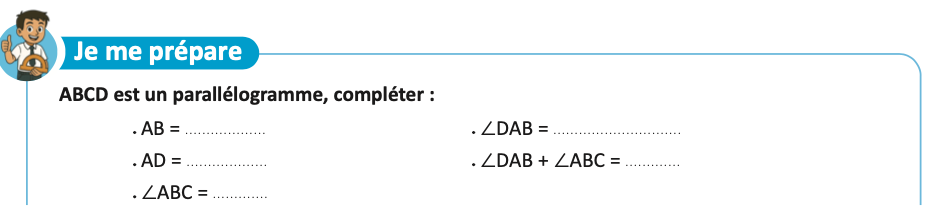 Je me prépare
ABCD est un parallélogramme, compléter :
. AB = ...................
. ∠DAB = ..............................
. AD = ...................
. ∠DAB + ∠ABC = .............
. ∠ABC = .............